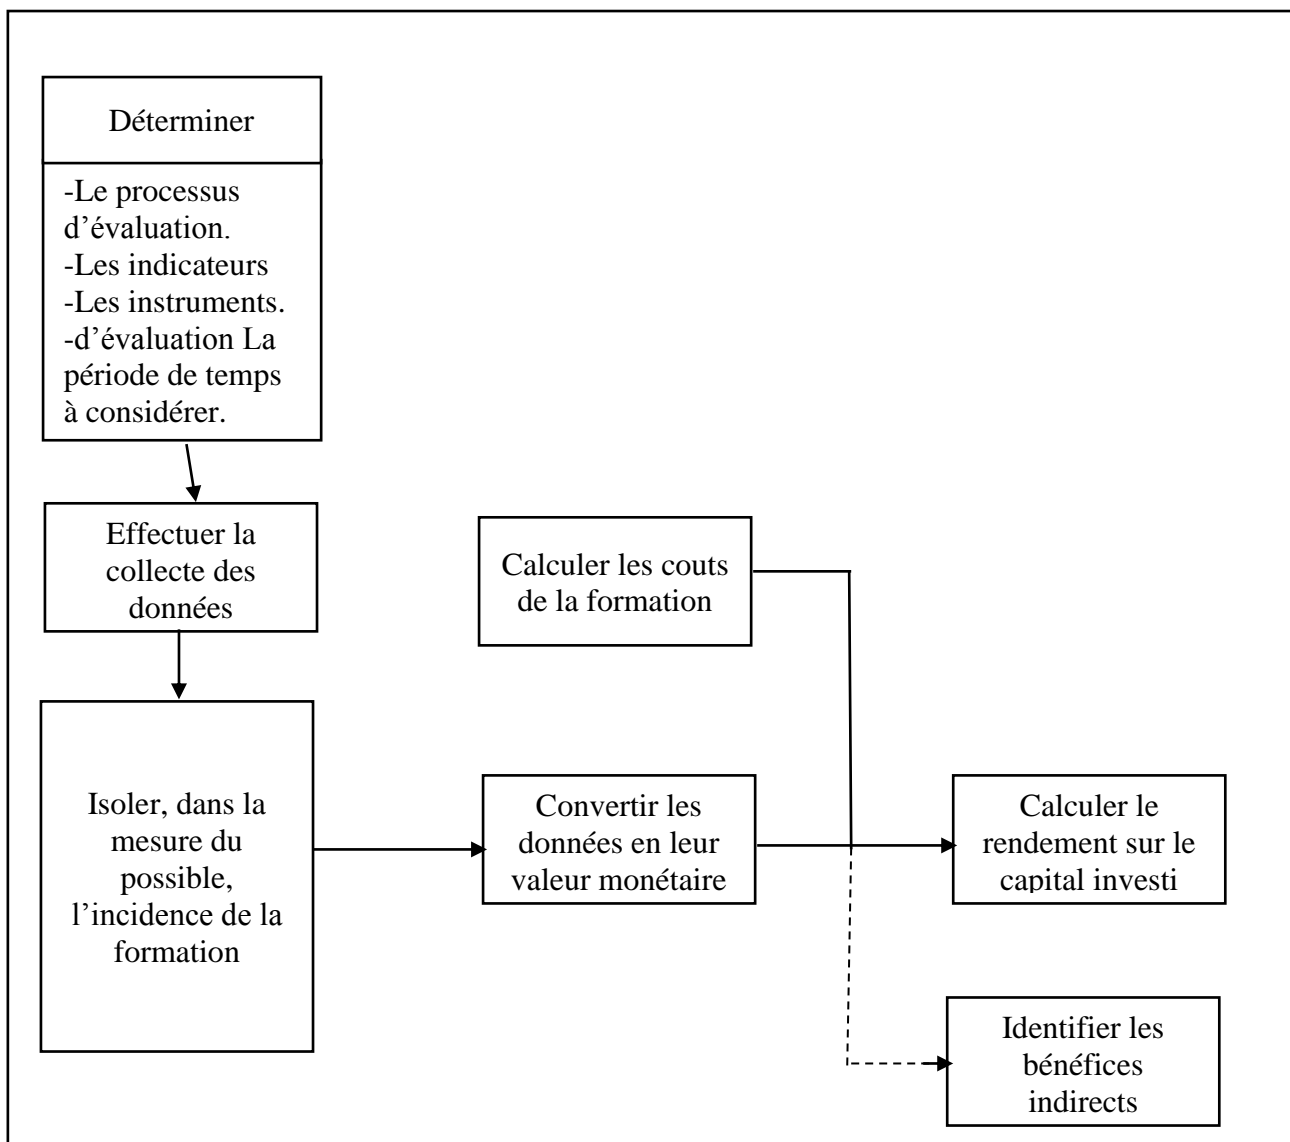 Déterminer
-Le processus
d’évaluation.
-Les indicateurs
-Les instruments.
-d’évaluation La
période de temps
à considérer.
Effectuer la
collecte des
données
Calculer les couts
de la formation
Isoler, dans la
mesure du
possible,
l’incidence de la
formation
Convertir les
données en leur
valeur monétaire
Calculer le
rendement sur le
capital investi
Identifier les
bénéfices
indirects